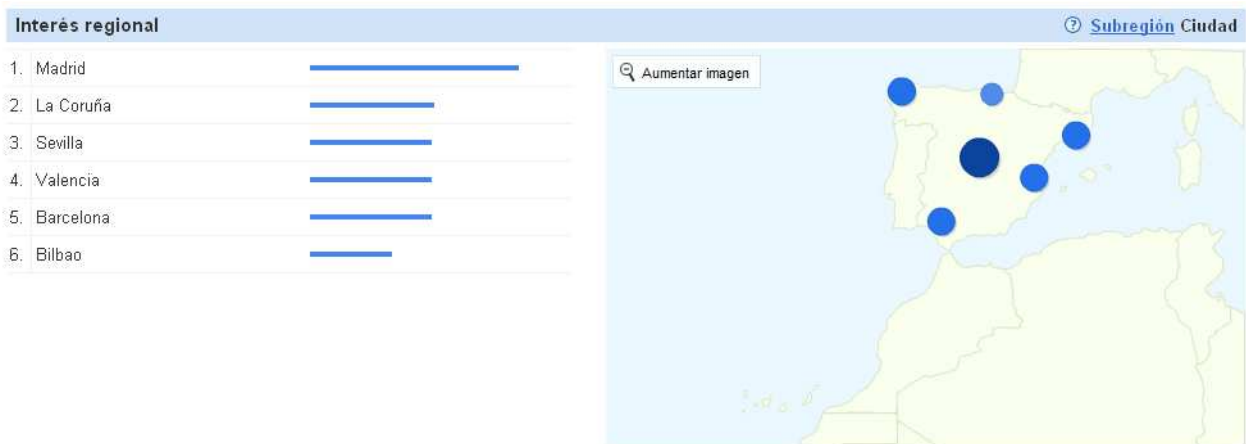 Interés regional
Subregión Ciudad
1. Madrid
2. La Coruña
3. Sevilla
4. Valencia
5. Barcelona
6. Bilbao
Aumentar imagen